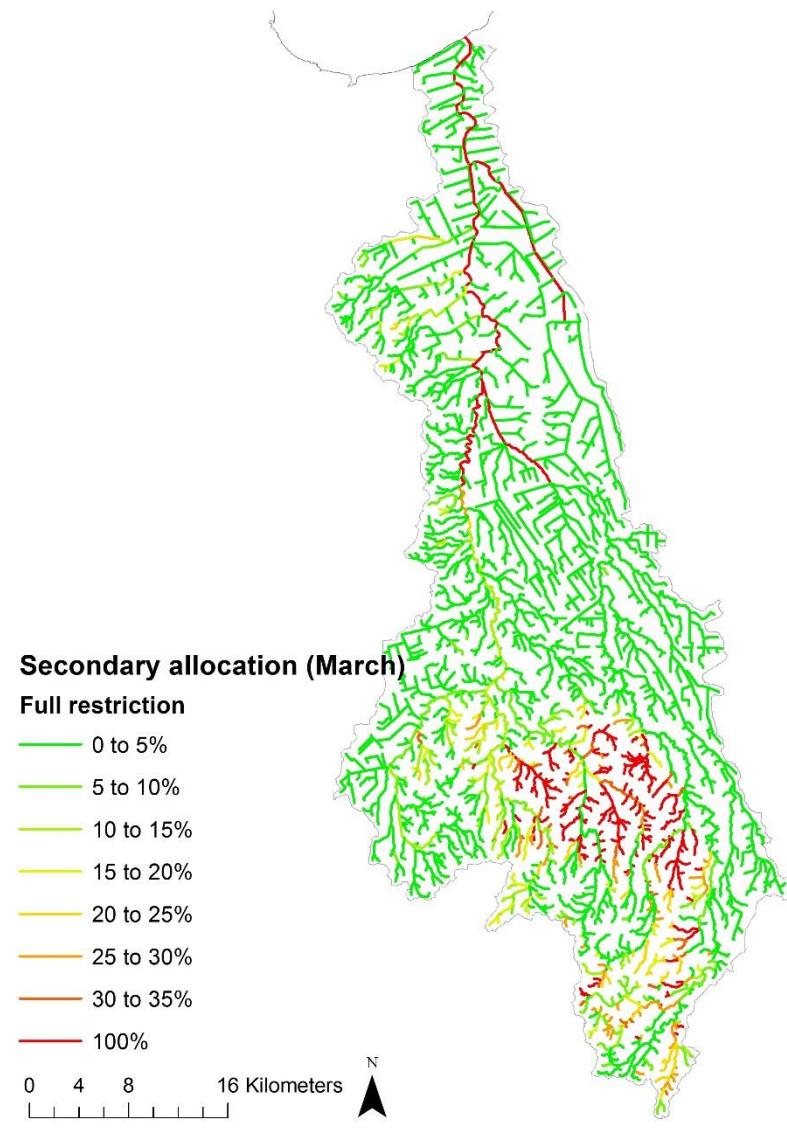 Secondary allocation (March)
Full restriction
0 to 5%
5 to 10%
10 to 15%
15 to 20%
20 to 25%
25 to 30%
30 to 35%
100%
N
0 4 8 16 Kilometers